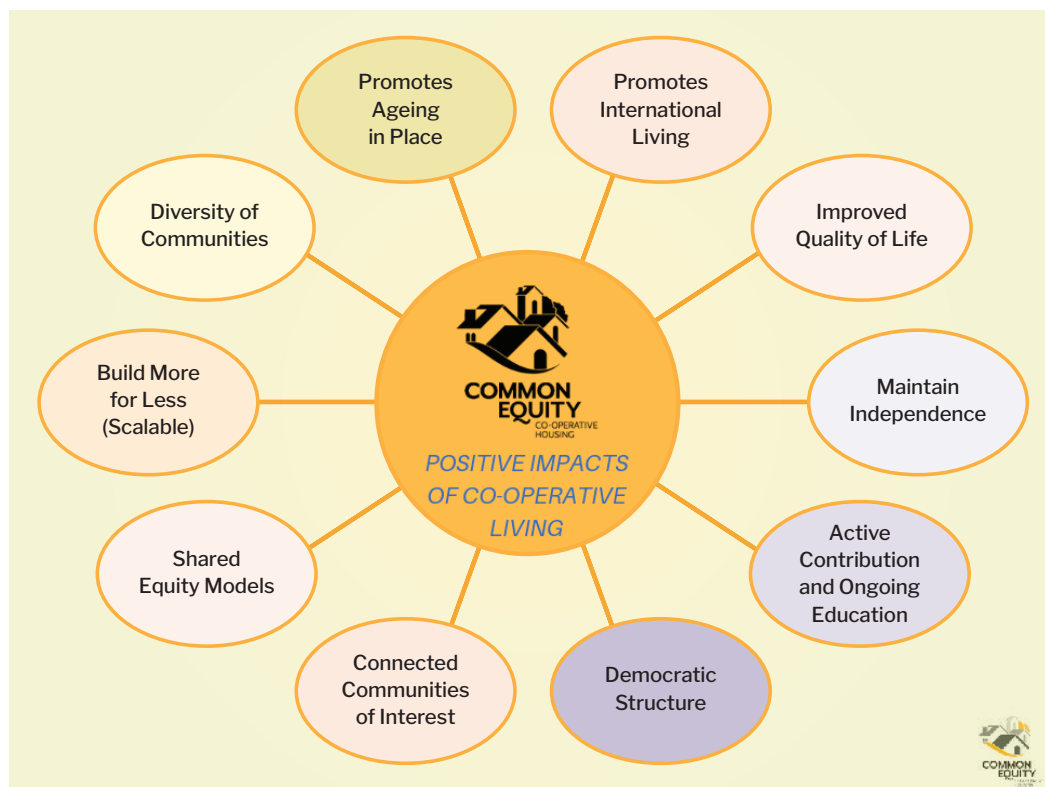 Promotes
Ageing
in Place
Promotes
International
Living
Diversity of
Communities
Improved
Quality of Life
Build More
for Less
(Scalable)
COMMON
EQUITY
CO-OPERATIVE
HOUSING
POSITIVE IMPACTS
OF CO-OPERATIVE
LIVING
Maintain
Independence
Shared
Equity Models
Active
Contribution
and Ongoing
Education
Connected
Communities
of Interest
Democratic
Structure
COMMON
EQUITY